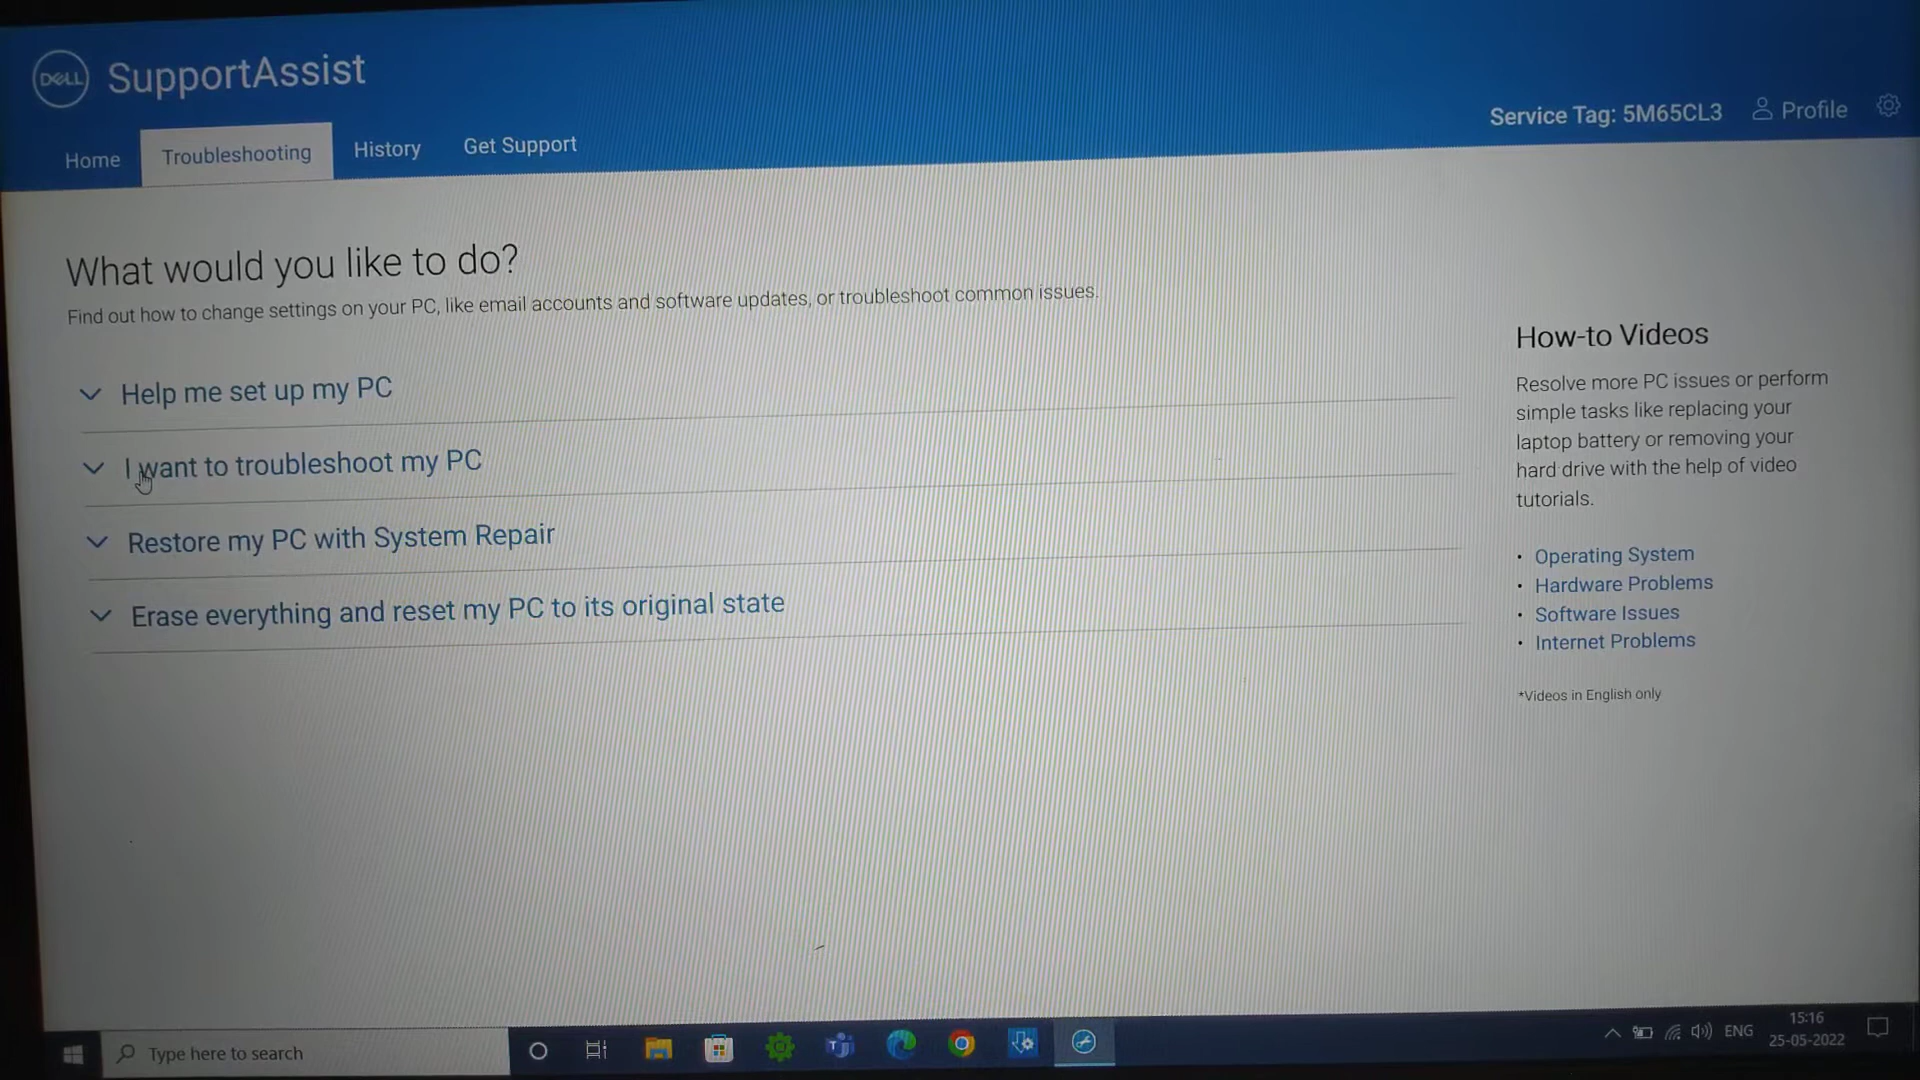 DELL
SupportAssist
Service Tag: 5M65CL3
Profile
Home
Troubleshooting
History
Get Support
What would you like to do?
Find out how to change settings on your PC, like email accounts and software updates, or troubleshoot common issues.
Help me set up my PC
I want to troubleshoot my PC
Restore my PC with System Repair
Erase everything and reset my PC to its original state
How-to Videos
Resolve more PC issues or perform
simple tasks like replacing your
laptop battery or removing your
hard drive with the help of video
tutorials.
• Operating System
• Hardware Problems
• Software Issues
• Internet Problems
*Videos in English only
Type here to search
ENG
15:16
25-05-2022